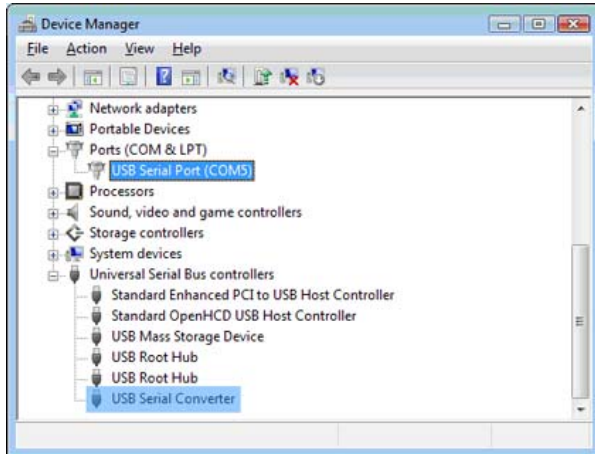 Device Manager
File Action View Help
Network adapters
Portable Devices
Ports (COM & LPT)
USB Serial Port (COM5)
Processors
Sound, video and game controllers
Storage controllers
System devices
Universal Serial Bus controllers
Standard Enhanced PCI to USB Host Controller
Standard OpenHCD USB Host Controller
USB Mass Storage Device
USB Root Hub
USB Root Hub
USB Serial Converter